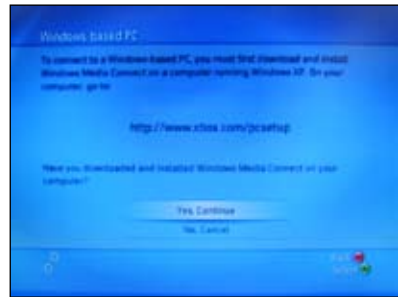 Windows based PC
To connect to a Windows-based PC, you must first download and install
Windows Media Connect on a computer running Windows XP. On your
computer, go to:
http://www.xbox.com/pcsetup
Have you downloaded and installed Windows Media Connect on your
computer?
Yes, Continue
No, Cancel
Back
Select